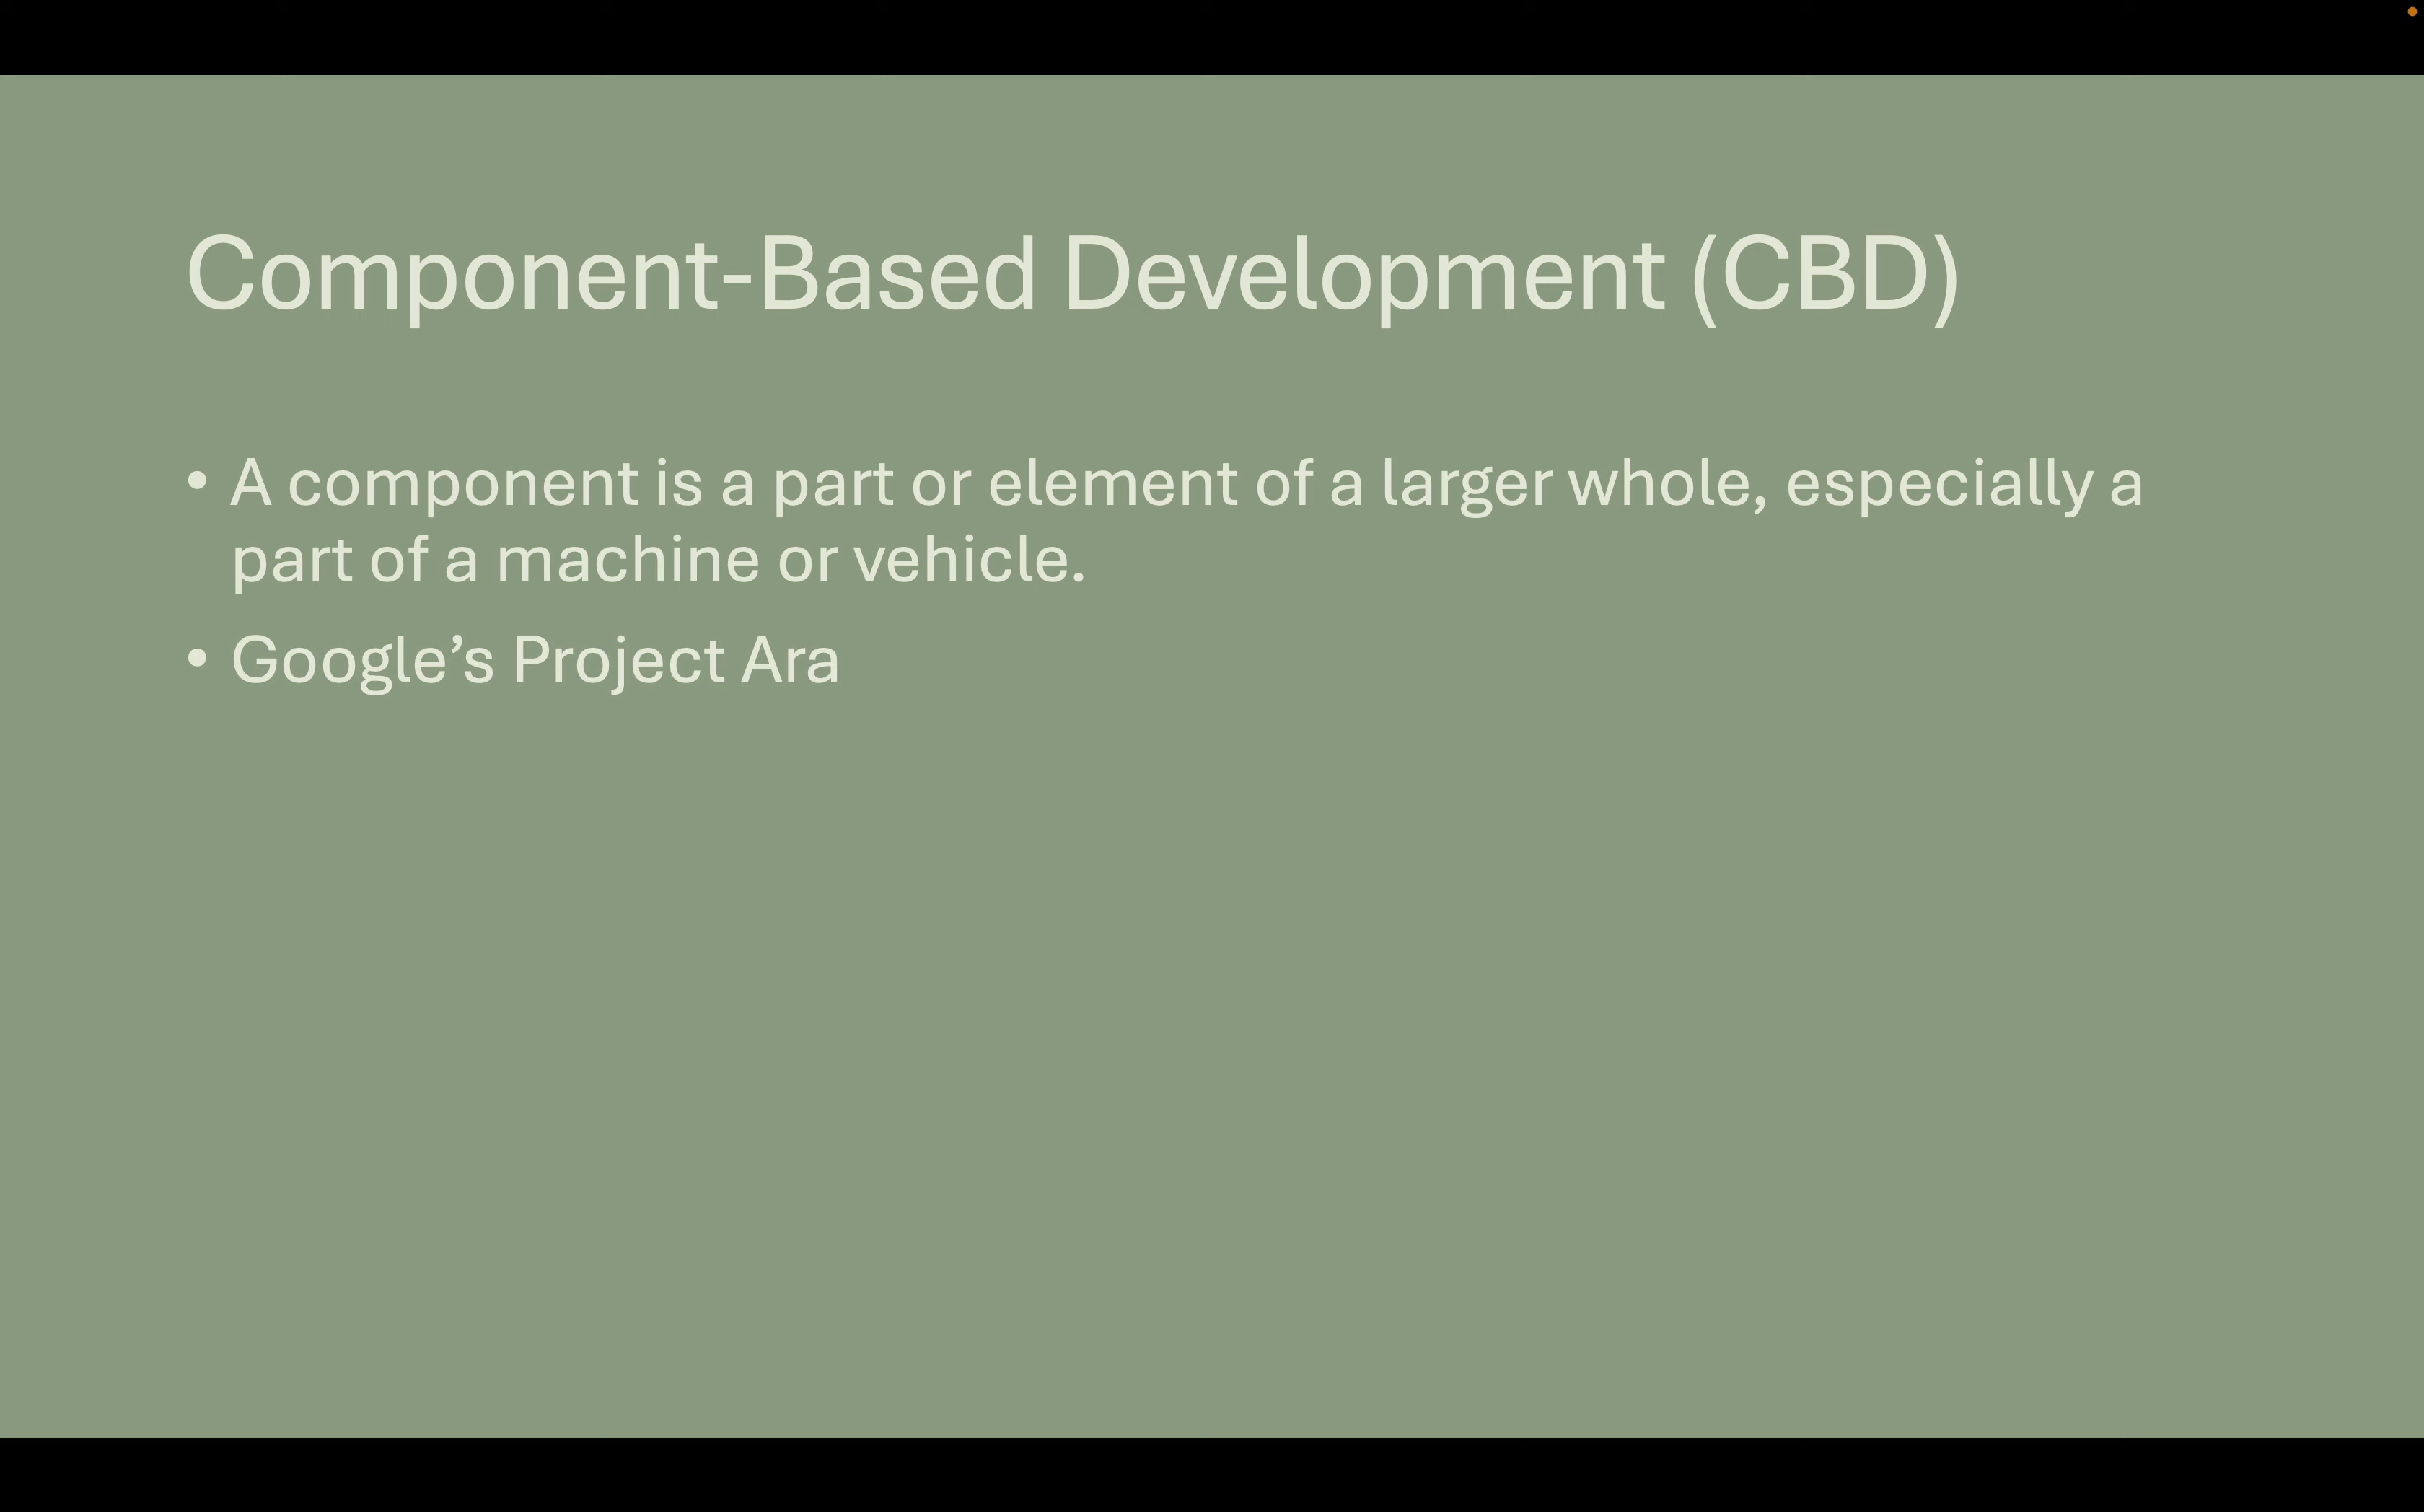 Component-Based Development (CBD)
• A component is a part or element of a larger whole, especially a
part of a machine or vehicle.
• Google’s Project Ara